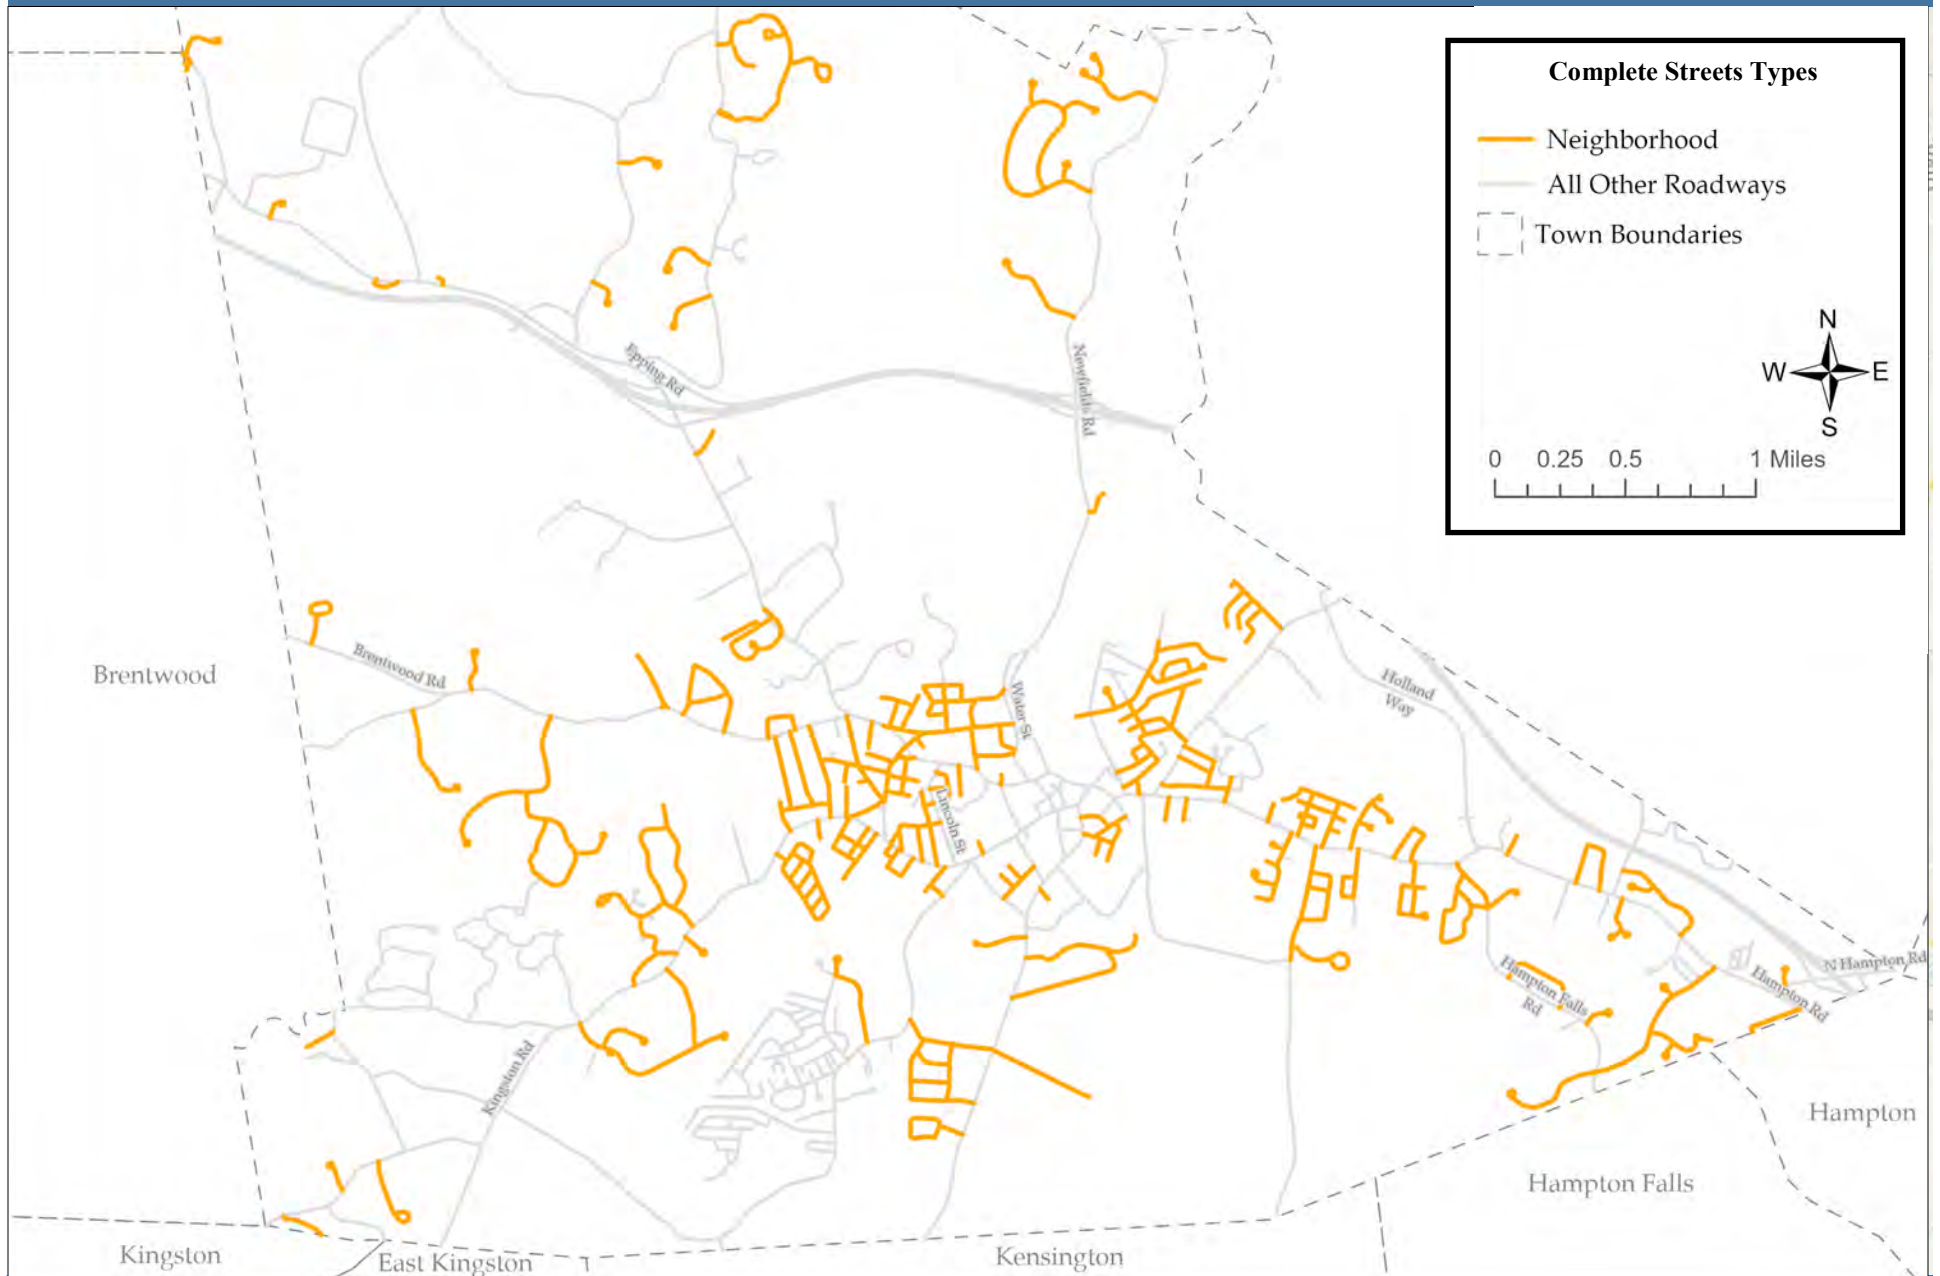 Complete Streets Types
Neighborhood
All Other Roadways
Town Boundaries
N
W
E
S
0 0.25 0.5 1 Miles
Epping Rd
Newfields Rd
Brentwood
Brentwood Rd
Water St
Holland
Way
Lincoln St
Hampton Falls
Rd
N Hampton Rd
Hampton Rd
Kingston Rd
Hampton
Hampton Falls
Kingston
East Kingston
Kensington